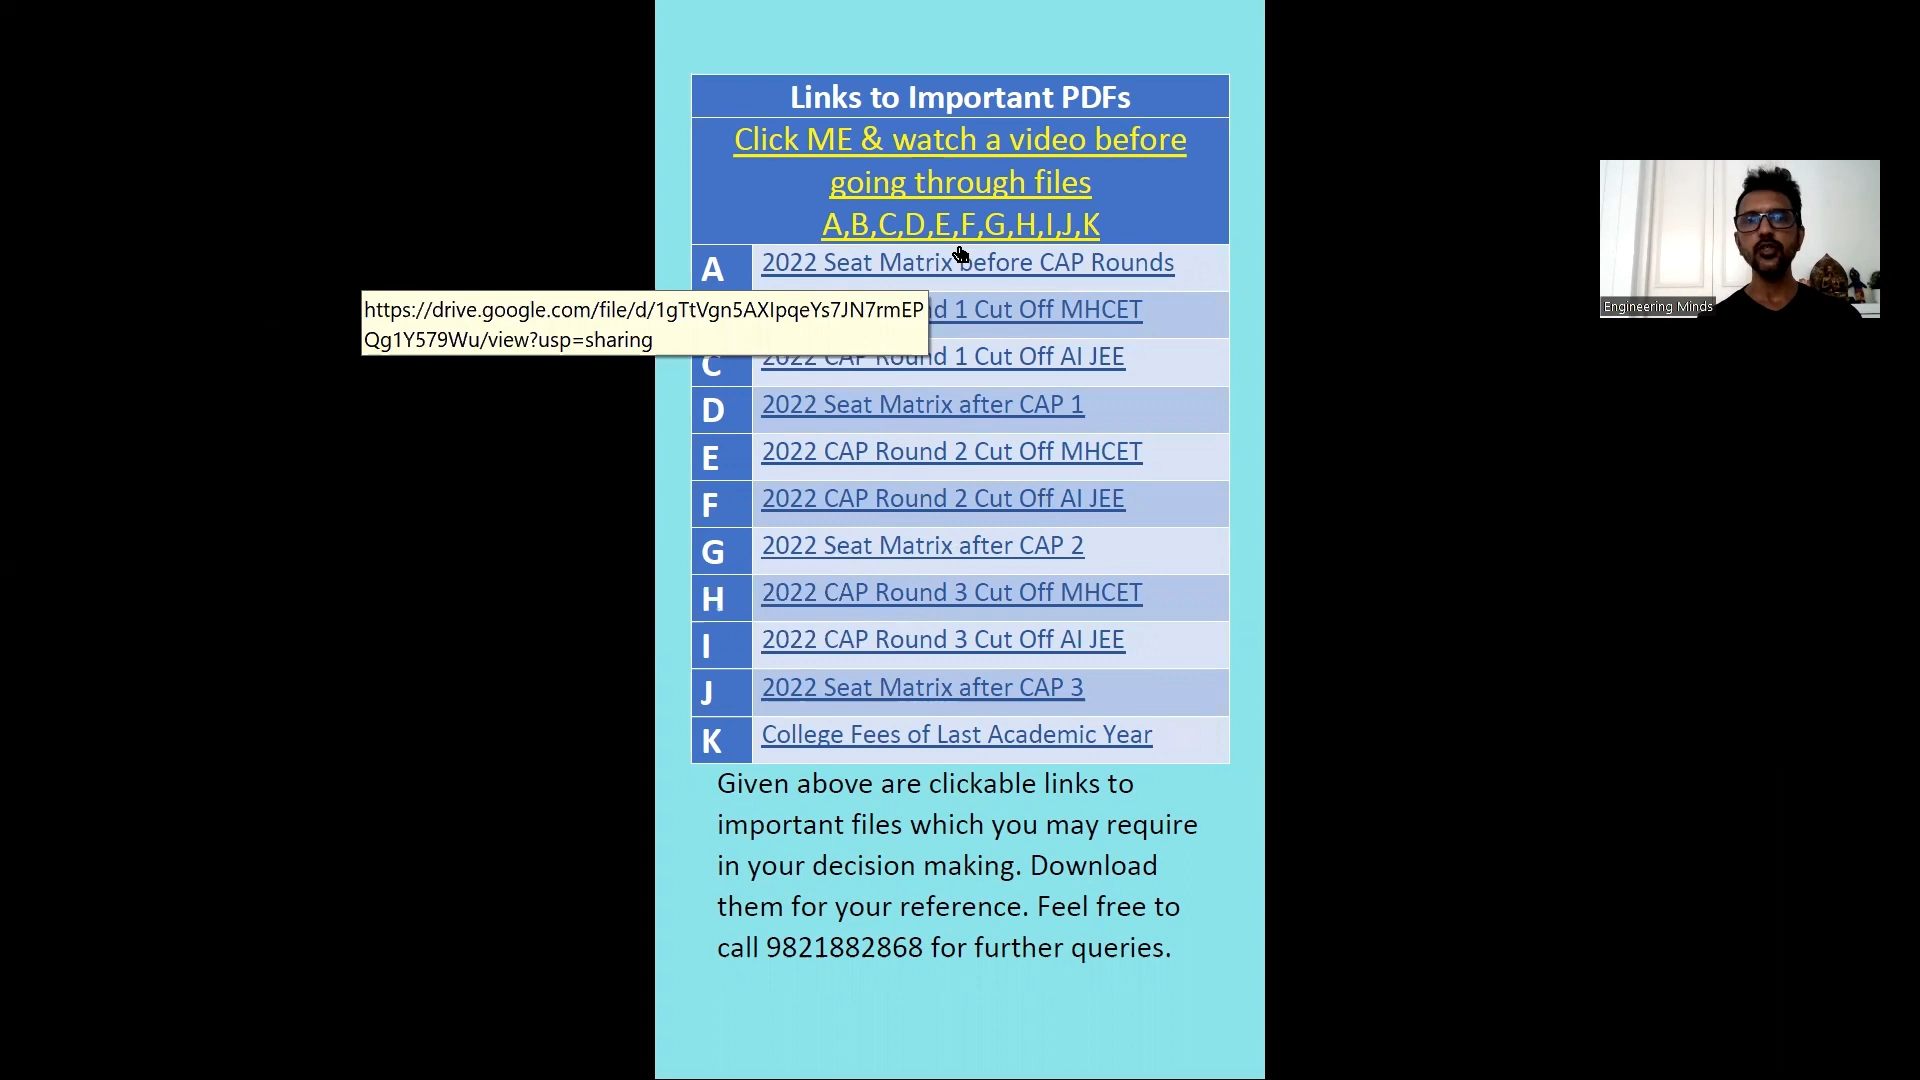 Links to Important PDFs
Click ME & watch a video before
going through files
A,B,C,D,E,F,G,H,I,J,K
A 2022 Seat Matrix before CAP Rounds
https://drive.google.com/file/d/1gTtVgn5AXIpqeYs7JN7rmEP
Qg1Y579Wu/view?usp=sharing
nd 1 Cut Off MHCET
C 2022 CAP Round 1 Cut Off AI JEE
D 2022 Seat Matrix after CAP 1
E 2022 CAP Round 2 Cut Off MHCET
F 2022 CAP Round 2 Cut Off AI JEE
G 2022 Seat Matrix after CAP 2
H 2022 CAP Round 3 Cut Off MHCET
I 2022 CAP Round 3 Cut Off AI JEE
J 2022 Seat Matrix after CAP 3
K College Fees of Last Academic Year
Given above are clickable links to
important files which you may require
in your decision making. Download
them for your reference. Feel free to
call 9821882868 for further queries.
Engineering Minds